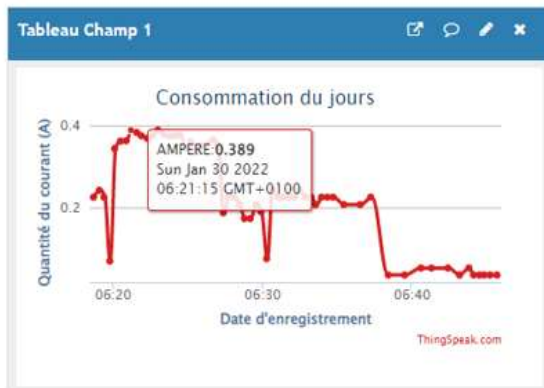 Tableau Champ 1
Consommation du jours
Quantité du courant (A)
0.4
0.2
AMPERE:0.389
Sun Jan 30 2022
06:21:15 GMT+0100
06:20
06:30
06:40
Date d'enregistrement
ThingSpeak.com